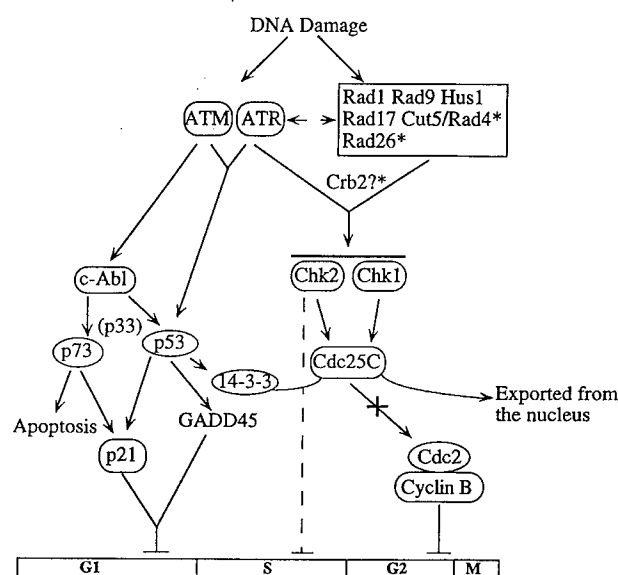 DNA Damage
ATM ATR
Rad1 Rad9 Hus1
Rad17 Cut5/Rad4*
Rad26*
Crb2?*
c-Abl
Chk2 Chk1
(p33)
p73
p53
Cdc25C
14-3-3
Exported from
the nucleus
Apoptosis
GADD45
p21
Cdc2
Cyclin B
G1 S G2 M